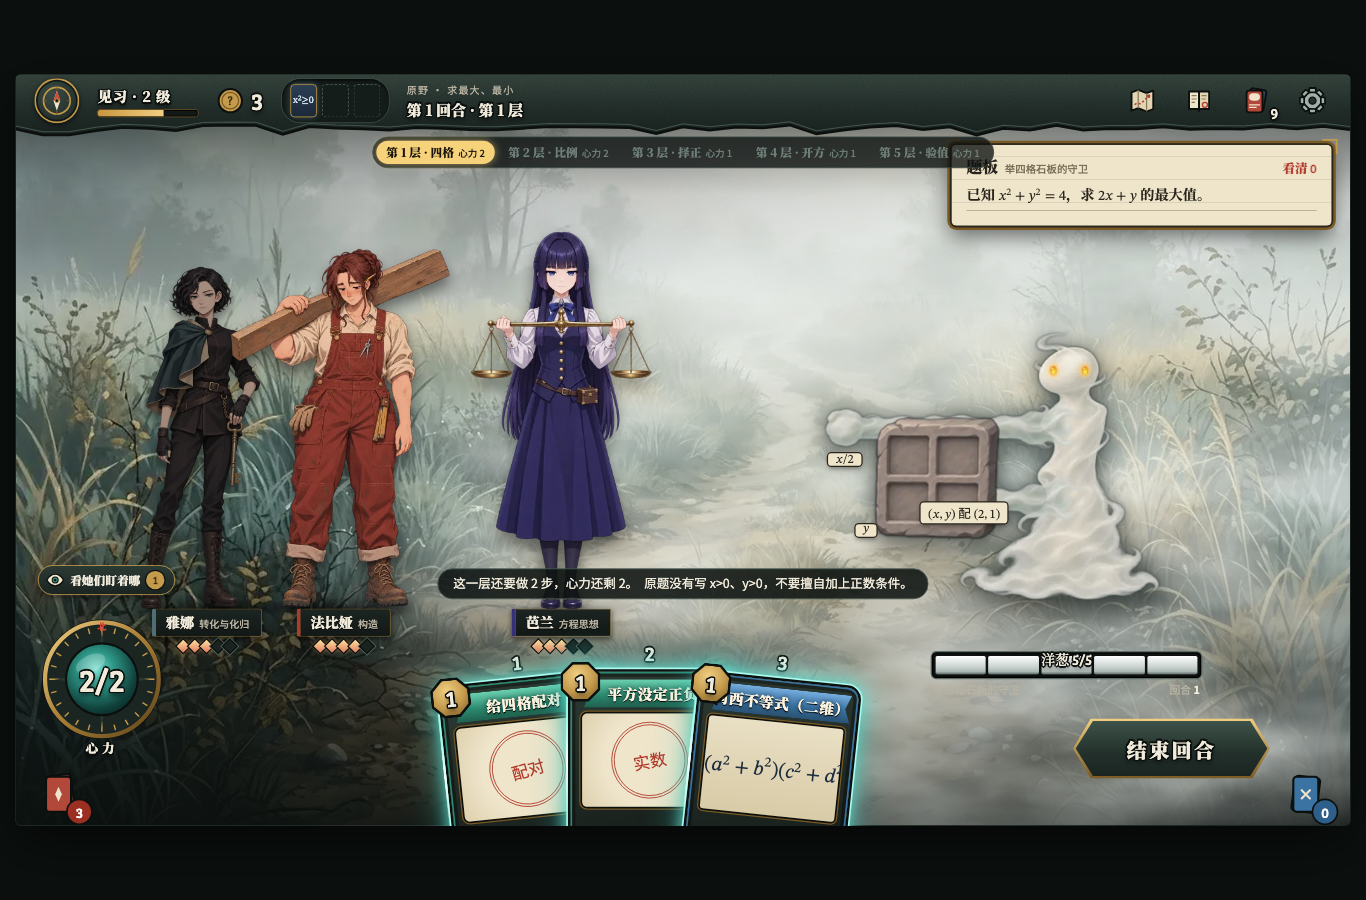 见习·2 级
? 3
x²≥0
原野 · 求最大、最小
第1回合·第1层
9
第1层·四格 心力2
第2层·比例 心力2
第3层·择正 心力1
第4层·开方 心力1
第5层·验值 心力1
题板 举四格石板的守卫 看清 0
已知 x² + y² = 4，求 2x + y 的最大值。
x/2
(x, y) 配 (2, 1)
y
看她们盯着哪 1
这一层还要做 2 步，心力还剩 2。 原题没有写 x>0、y>0，不要擅自加上正数条件。
雅娜 转化与化归
法比娅 构造
芭兰 方程思想
2/2
心力
3
1
2
3
1 给四格配对
配对
1 平方没定正负
实数
1 柯西不等式（二维）
(a² + b²)(c² + d²
洋葱 5/5
回合 1
结束回合
0